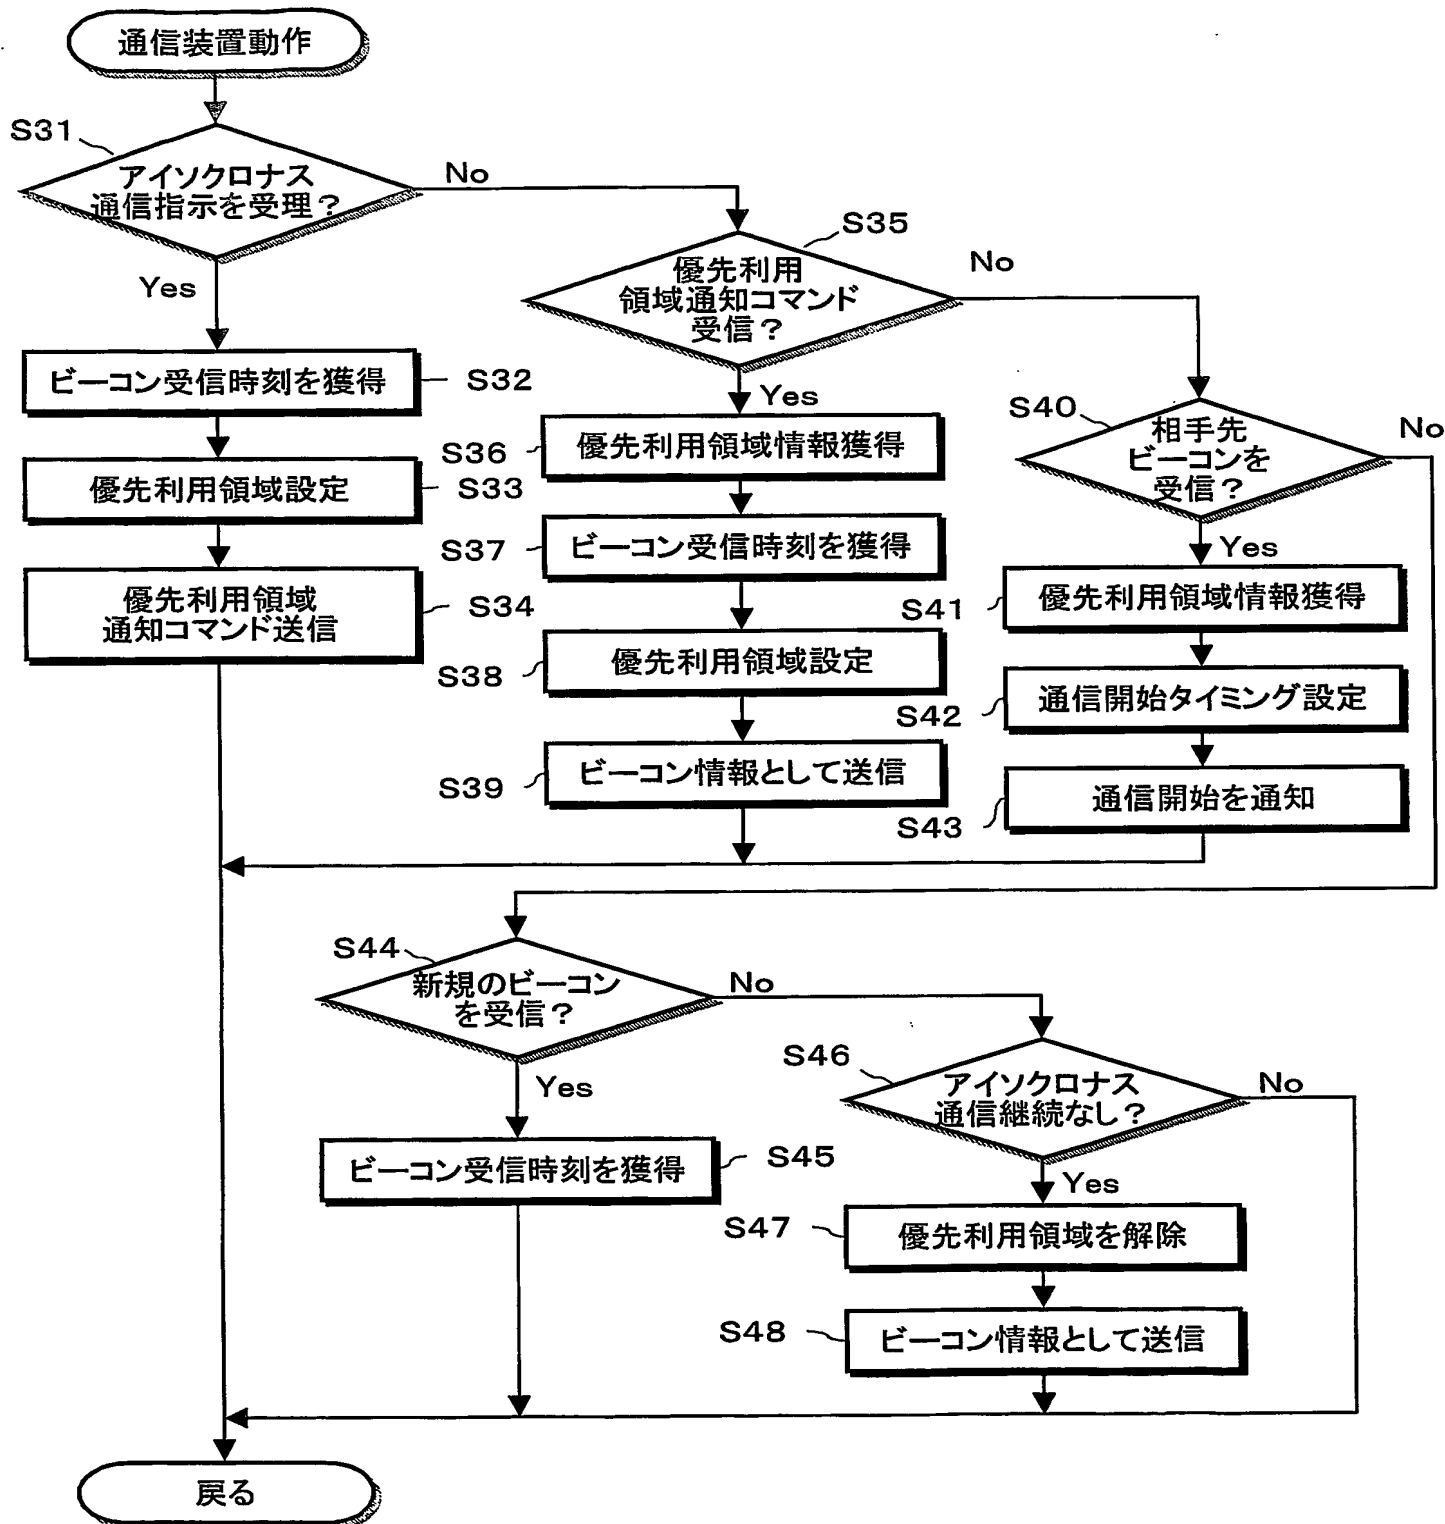 通信装置動作
S31
アイソクロナス
通信指示を受理?
No
Yes
S35
優先利用
領域通知コマンド
受信?
No
Yes
ビーコン受信時刻を獲得
S32
優先利用領域設定
S33
優先利用領域
通知コマンド送信
S34
S36
優先利用領域情報獲得
S37
ビーコン受信時刻を獲得
S38
優先利用領域設定
S39
ビーコン情報として送信
S40
相手先
ビーコンを
受信?
No
Yes
S41
優先利用領域情報獲得
S42
通信開始タイミング設定
S43
通信開始を通知
S44
新規のビーコン
を受信?
No
Yes
ビーコン受信時刻を獲得
S45
S46
アイソクロナス
通信継続なし?
No
Yes
S47
優先利用領域を解除
S48
ビーコン情報として送信
戻る